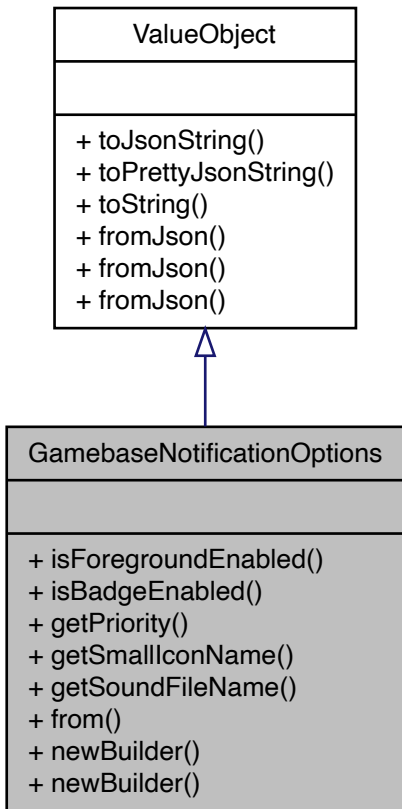 ValueObject
+ toJsonString()
+ toPrettyJsonString()
+ toString()
+ fromJson()
+ fromJson()
+ fromJson()
GamebaseNotificationOptions
+ isForegroundEnabled()
+ isBadgeEnabled()
+ getPriority()
+ getSmallIconName()
+ getSoundFileName()
+ from()
+ newBuilder()
+ newBuilder()